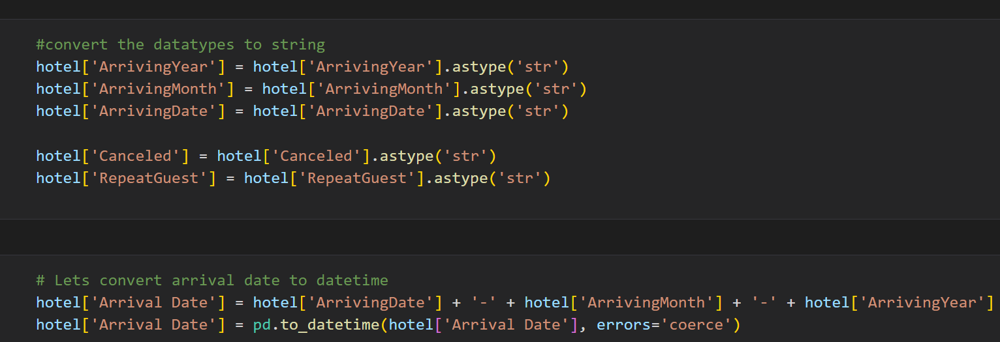 #convert the datatypes to string
hotel['ArrivingYear'] = hotel['ArrivingYear'].astype('str')
hotel['ArrivingMonth'] = hotel['ArrivingMonth'].astype('str')
hotel['ArrivingDate'] = hotel['ArrivingDate'].astype('str')
hotel['Canceled'] = hotel['Canceled'].astype('str')
hotel['RepeatGuest'] = hotel['RepeatGuest'].astype('str')
# Lets convert arrival date to datetime
hotel['Arrival Date'] = hotel['ArrivingDate'] + '-' + hotel['ArrivingMonth'] + '-' + hotel['ArrivingYear']
hotel['Arrival Date'] = pd.to_datetime(hotel['Arrival Date'], errors='coerce')